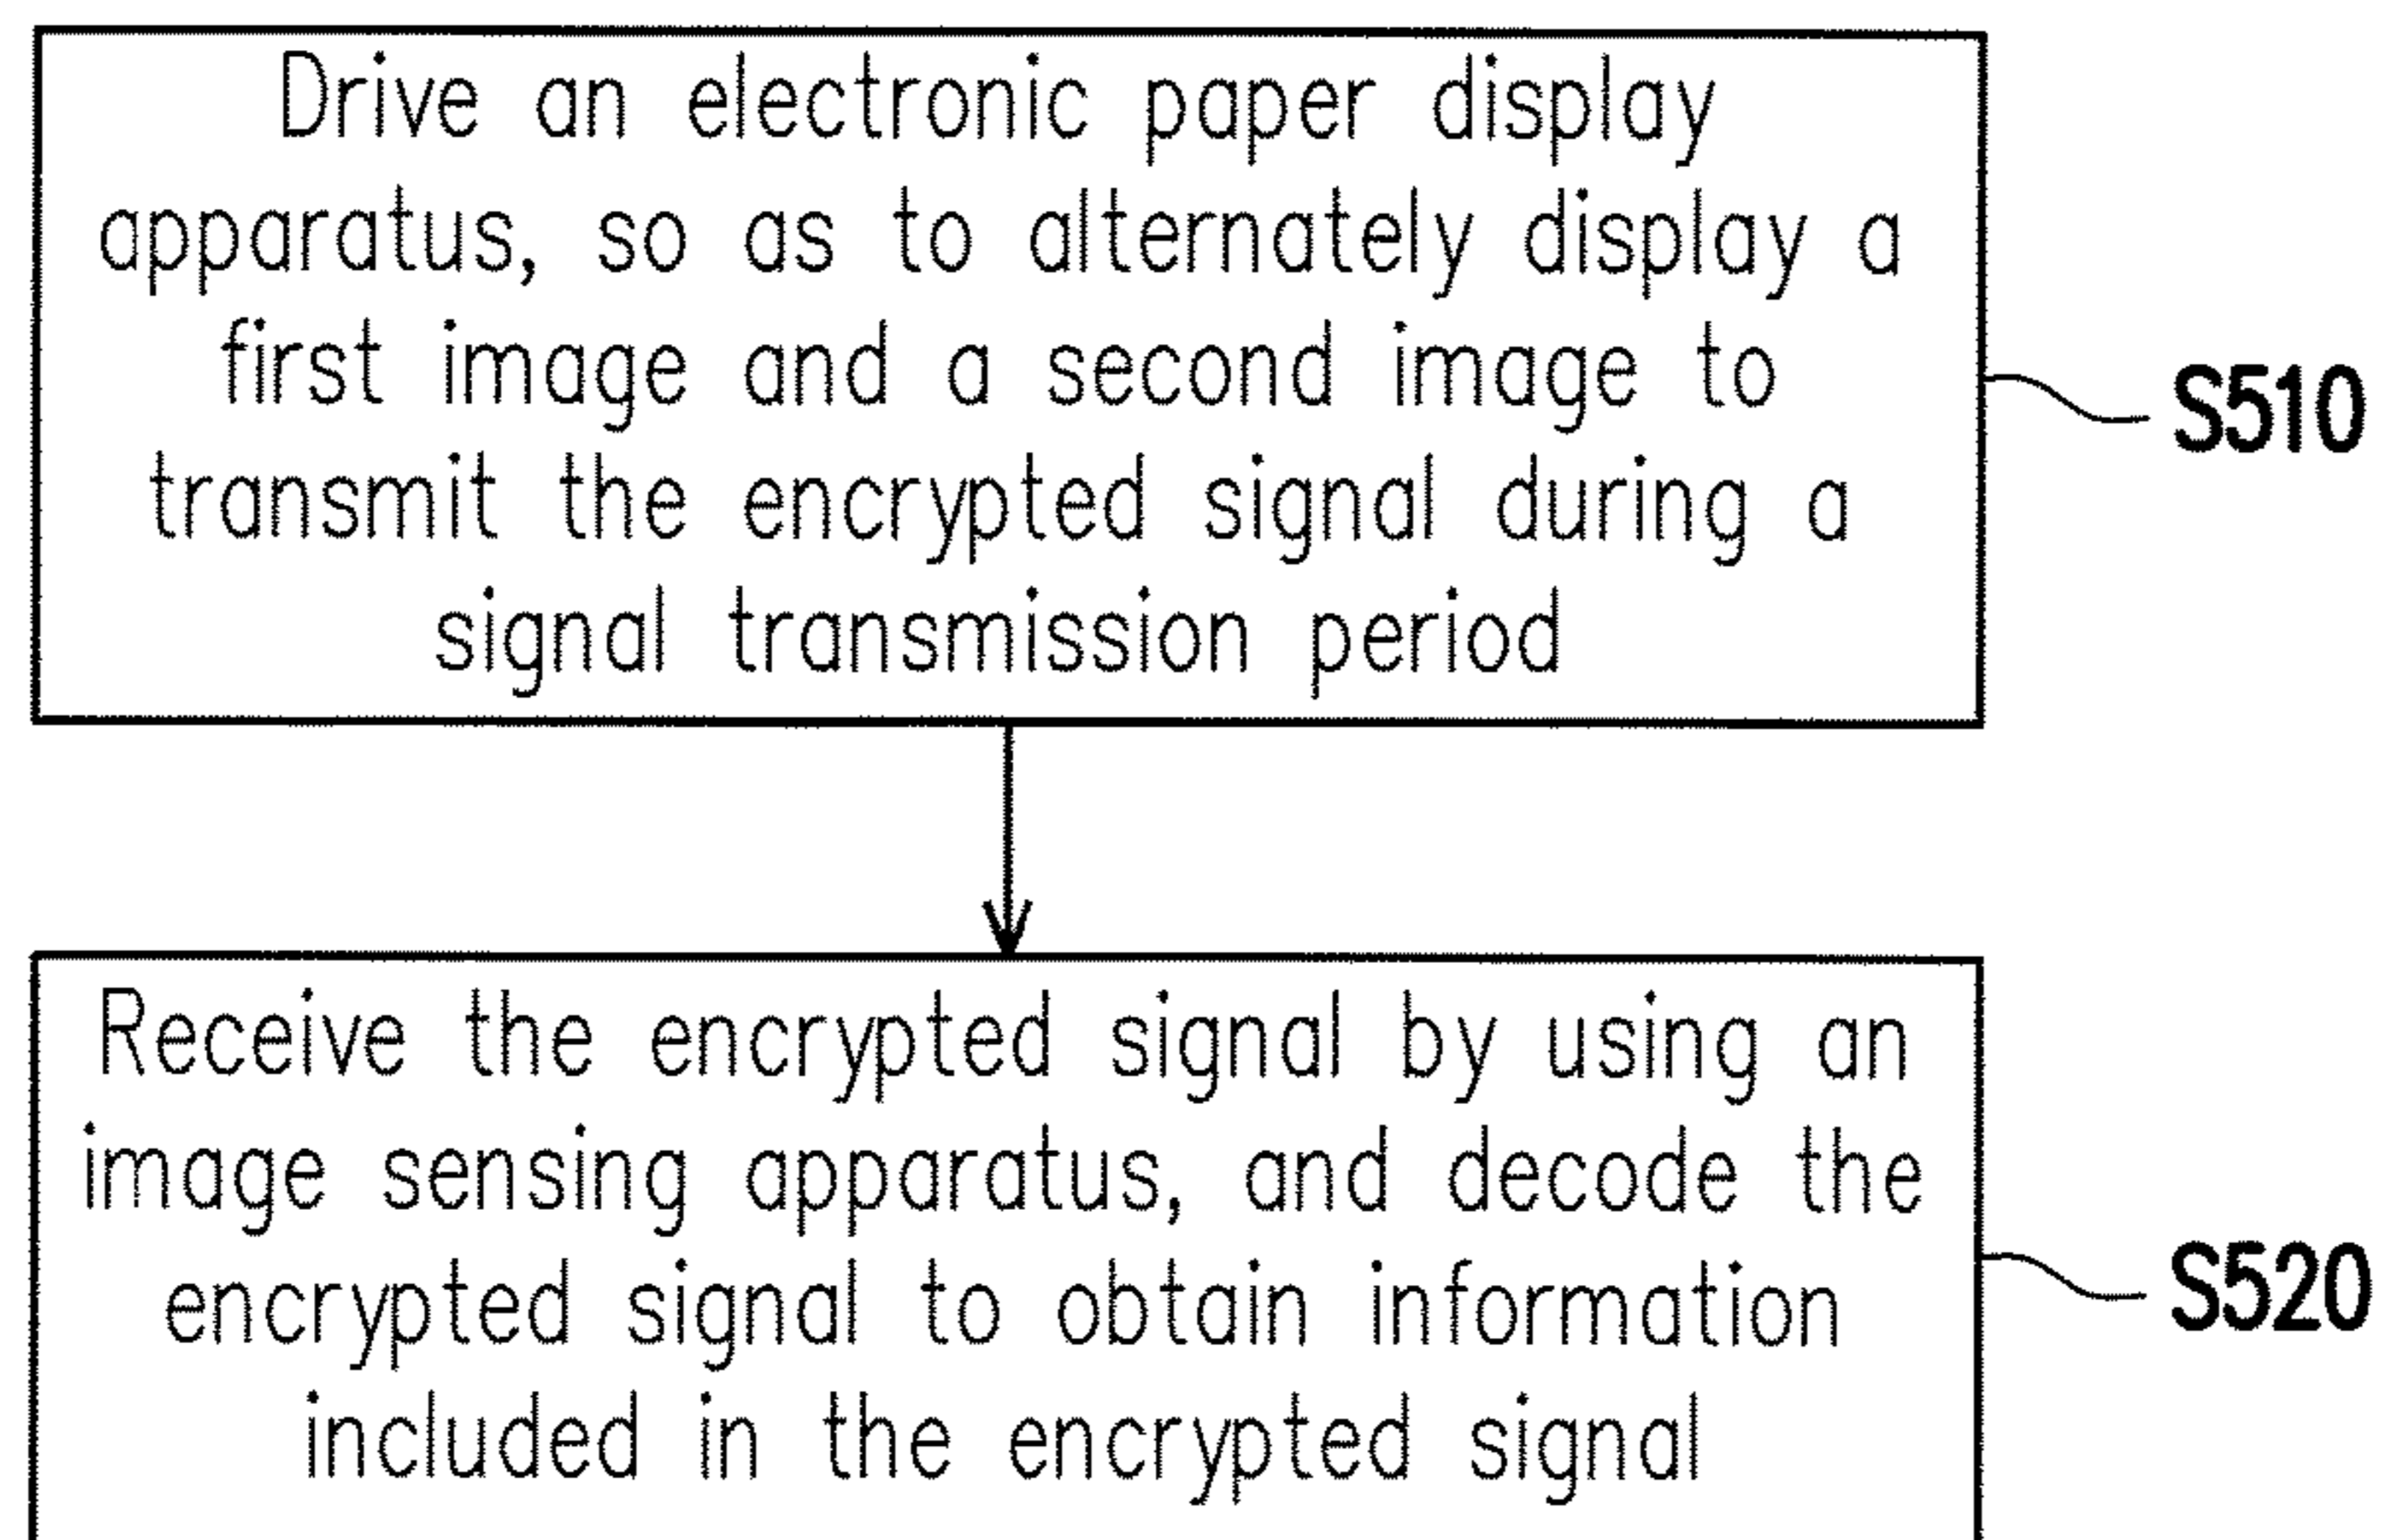 Drive an electronic paper display
apparatus, so as to alternately display a
first image and a second image to
transmit the encrypted signal during a
signal transmission period
S510
Receive the encrypted signal by using an
image sensing apparatus, and decode the
encrypted signal to obtain information
included in the encrypted signal
S520